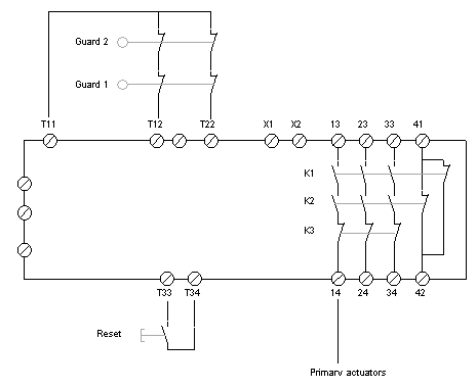 Guard 2
Guard 1
T11 T12 T22 X1 X2 13 23 33 41
K1
K2
K3
T33 T34 14 24 34 42
Reset
Primary actuators